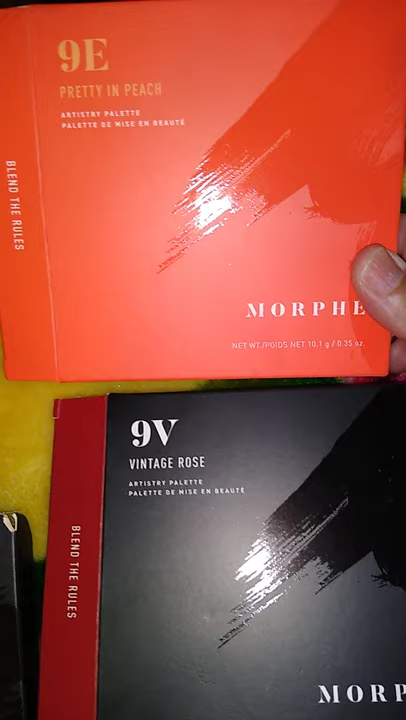 9E
PRETTY IN PEACH
ARTISTRY PALETTE
PALETTE DE MISE EN BEAUTÉ
BLEND THE RULES
MORPHE
NET WT./POIDS NET 10.1 g / 0.35 oz.
9V
VINTAGE ROSE
ARTISTRY PALETTE
PALETTE DE MISE EN BEAUTÉ
BLEND THE RULES
MORP